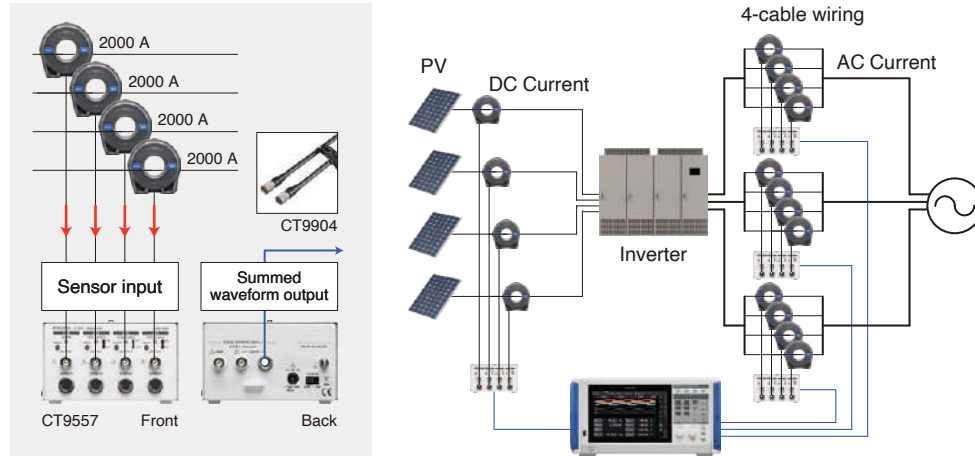 2000 A
2000 A
2000 A
2000 A
CT9904
Sensor input
Summed
waveform output
CT9557
Front
Back
4-cable wiring
PV
DC Current
AC Current
Inverter